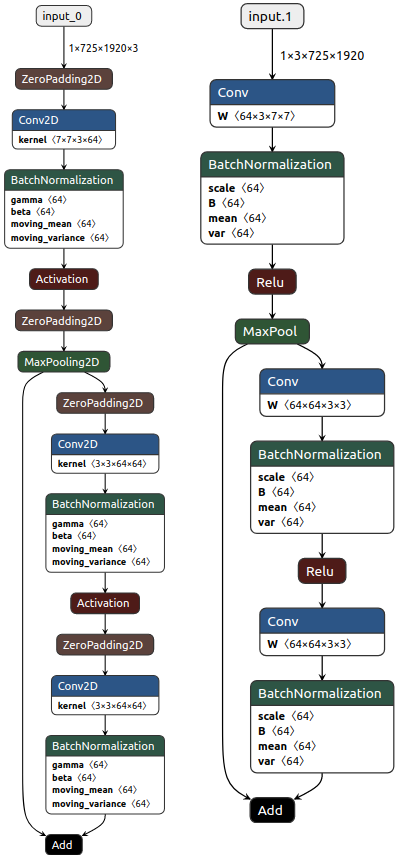 input_0
1×725×1920×3
ZeroPadding2D
Conv2D
kernel 〈7×7×3×64〉
BatchNormalization
gamma 〈64〉
beta 〈64〉
moving_mean 〈64〉
moving_variance 〈64〉
Activation
ZeroPadding2D
MaxPooling2D
ZeroPadding2D
Conv2D
kernel 〈3×3×64×64〉
BatchNormalization
gamma 〈64〉
beta 〈64〉
moving_mean 〈64〉
moving_variance 〈64〉
Activation
ZeroPadding2D
Conv2D
kernel 〈3×3×64×64〉
BatchNormalization
gamma 〈64〉
beta 〈64〉
moving_mean 〈64〉
moving_variance 〈64〉
Add
input.1
1×3×725×1920
Conv
W 〈64×3×7×7〉
BatchNormalization
scale 〈64〉
B 〈64〉
mean 〈64〉
var 〈64〉
Relu
MaxPool
Conv
W 〈64×64×3×3〉
BatchNormalization
scale 〈64〉
B 〈64〉
mean 〈64〉
var 〈64〉
Relu
Conv
W 〈64×64×3×3〉
BatchNormalization
scale 〈64〉
B 〈64〉
mean 〈64〉
var 〈64〉
Add